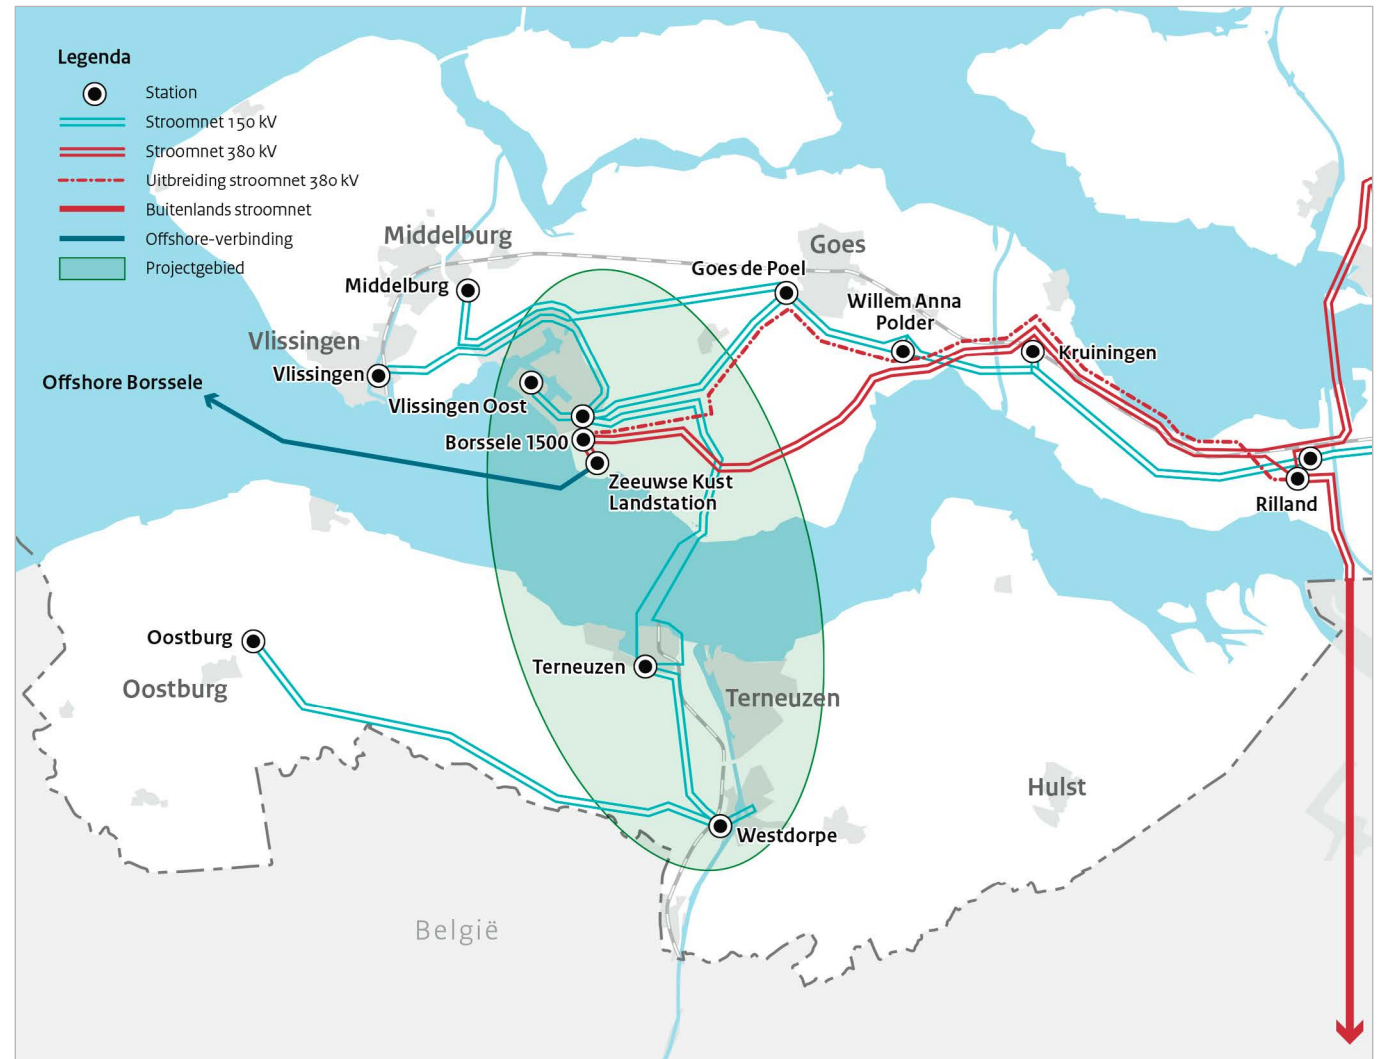 Legenda
Station
Stroomnet 150 kV
Stroomnet 380 kV
Uitbreiding stroomnet 380 kV
Buitenlands stroomnet
Offshore-verbinding
Projectgebied
Middelburg
Goes
Goes de Poel
Middelburg
Willem Anna
Polder
Vlissingen
Kruiningen
Vlissingen
Offshore Borssele
Vlissingen Oost
Borssele 1500
Zeeuwse Kust
Landstation
Rilland
Oostburg
Terneuzen
Oostburg
Terneuzen
Hulst
Westdorpe
België